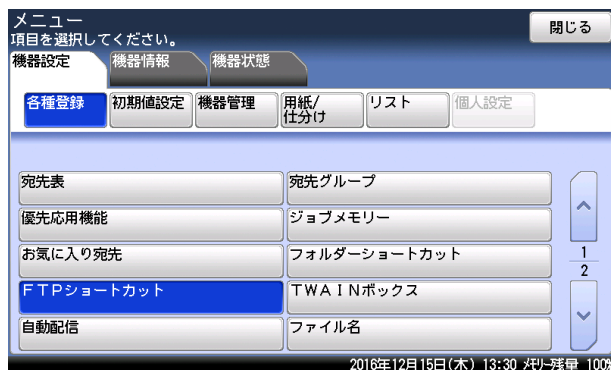 メニュー
閉じる
項目を選択してください。
機器設定 機器情報 機器状態
各種登録 初期値設定 機器管理 用紙/ リスト 個人設定
仕分け
宛先表 宛先グループ
優先応用機能 ジョブメモリー
お気に入り宛先 フォルダーショートカット
1
2
ＦＴＰショートカット ＴＷＡＩＮボックス
自動配信 ファイル名
2016年12月15日(木) 13:30 ﾒﾓﾘｰ残量 100%